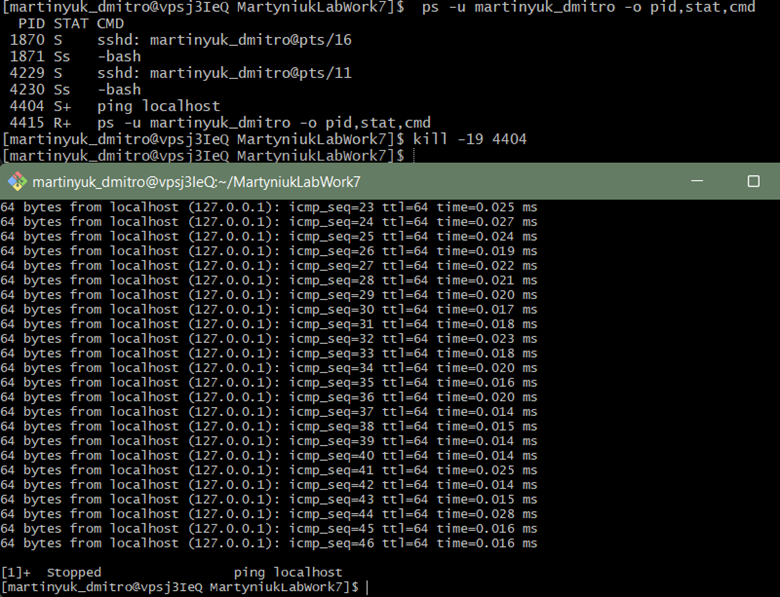 [martinyuk_dmitro@vpsj3IeQ MartyniukLabWork7]$  ps -u martinyuk_dmitro -o pid,stat,cmd
  PID STAT CMD
 1870 S    sshd: martinyuk_dmitro@pts/16
 1871 Ss   -bash
 4229 S    sshd: martinyuk_dmitro@pts/11
 4230 Ss   -bash
 4404 S+   ping localhost
 4415 R+   ps -u martinyuk_dmitro -o pid,stat,cmd
[martinyuk_dmitro@vpsj3IeQ MartyniukLabWork7]$ kill -19 4404
[martinyuk_dmitro@vpsj3IeQ MartyniukLabWork7]$
martinyuk_dmitro@vpsj3IeQ:~/MartyniukLabWork7
64 bytes from localhost (127.0.0.1): icmp_seq=23 ttl=64 time=0.025 ms
64 bytes from localhost (127.0.0.1): icmp_seq=24 ttl=64 time=0.027 ms
64 bytes from localhost (127.0.0.1): icmp_seq=25 ttl=64 time=0.024 ms
64 bytes from localhost (127.0.0.1): icmp_seq=26 ttl=64 time=0.019 ms
64 bytes from localhost (127.0.0.1): icmp_seq=27 ttl=64 time=0.022 ms
64 bytes from localhost (127.0.0.1): icmp_seq=28 ttl=64 time=0.021 ms
64 bytes from localhost (127.0.0.1): icmp_seq=29 ttl=64 time=0.020 ms
64 bytes from localhost (127.0.0.1): icmp_seq=30 ttl=64 time=0.017 ms
64 bytes from localhost (127.0.0.1): icmp_seq=31 ttl=64 time=0.018 ms
64 bytes from localhost (127.0.0.1): icmp_seq=32 ttl=64 time=0.023 ms
64 bytes from localhost (127.0.0.1): icmp_seq=33 ttl=64 time=0.018 ms
64 bytes from localhost (127.0.0.1): icmp_seq=34 ttl=64 time=0.020 ms
64 bytes from localhost (127.0.0.1): icmp_seq=35 ttl=64 time=0.016 ms
64 bytes from localhost (127.0.0.1): icmp_seq=36 ttl=64 time=0.020 ms
64 bytes from localhost (127.0.0.1): icmp_seq=37 ttl=64 time=0.014 ms
64 bytes from localhost (127.0.0.1): icmp_seq=38 ttl=64 time=0.015 ms
64 bytes from localhost (127.0.0.1): icmp_seq=39 ttl=64 time=0.014 ms
64 bytes from localhost (127.0.0.1): icmp_seq=40 ttl=64 time=0.014 ms
64 bytes from localhost (127.0.0.1): icmp_seq=41 ttl=64 time=0.025 ms
64 bytes from localhost (127.0.0.1): icmp_seq=42 ttl=64 time=0.014 ms
64 bytes from localhost (127.0.0.1): icmp_seq=43 ttl=64 time=0.015 ms
64 bytes from localhost (127.0.0.1): icmp_seq=44 ttl=64 time=0.028 ms
64 bytes from localhost (127.0.0.1): icmp_seq=45 ttl=64 time=0.016 ms
64 bytes from localhost (127.0.0.1): icmp_seq=46 ttl=64 time=0.016 ms
[1]+  Stopped                 ping localhost
[martinyuk_dmitro@vpsj3IeQ MartyniukLabWork7]$